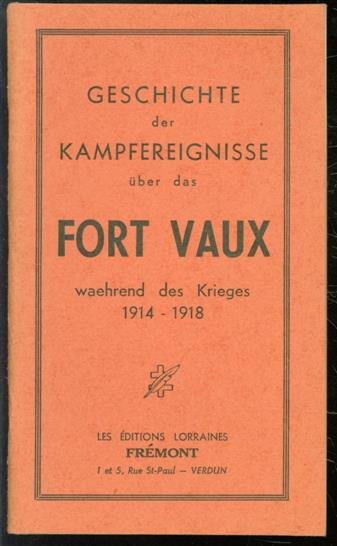 GESCHICHTE
der
KAMPFEREIGNISSE
über das
FORT VAUX
waehrend des Krieges
1914 - 1918
LES ÉDITIONS LORRAINES
FRÉMONT
1 et 5, Rue St-Paul — VERDUN